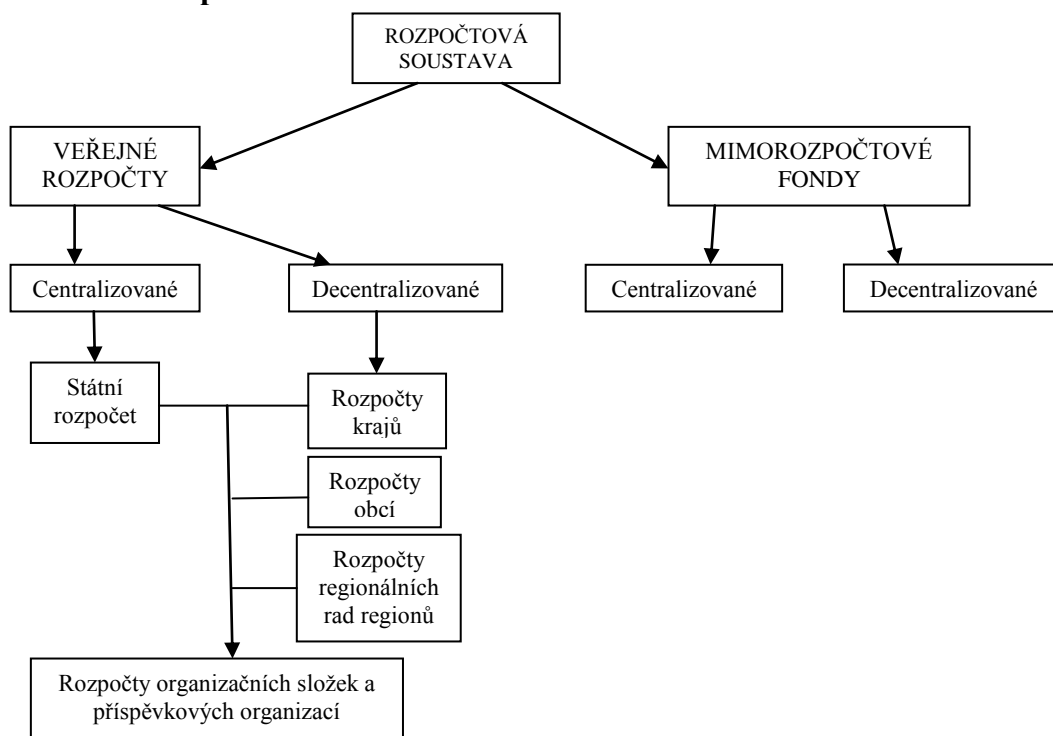 ROZPOČTOVÁ
SOUSTAVA
VEŘEJNÉ
ROZPOČTY
MIMOROZPOČTOVÉ
FONDY
Centralizované
Decentralizované
Centralizované
Decentralizované
Státní
rozpočet
Rozpočty
krajů
Rozpočty
obcí
Rozpočty
regionálních
rad regionů
Rozpočty organizačních složek a
příspěvkových organizací